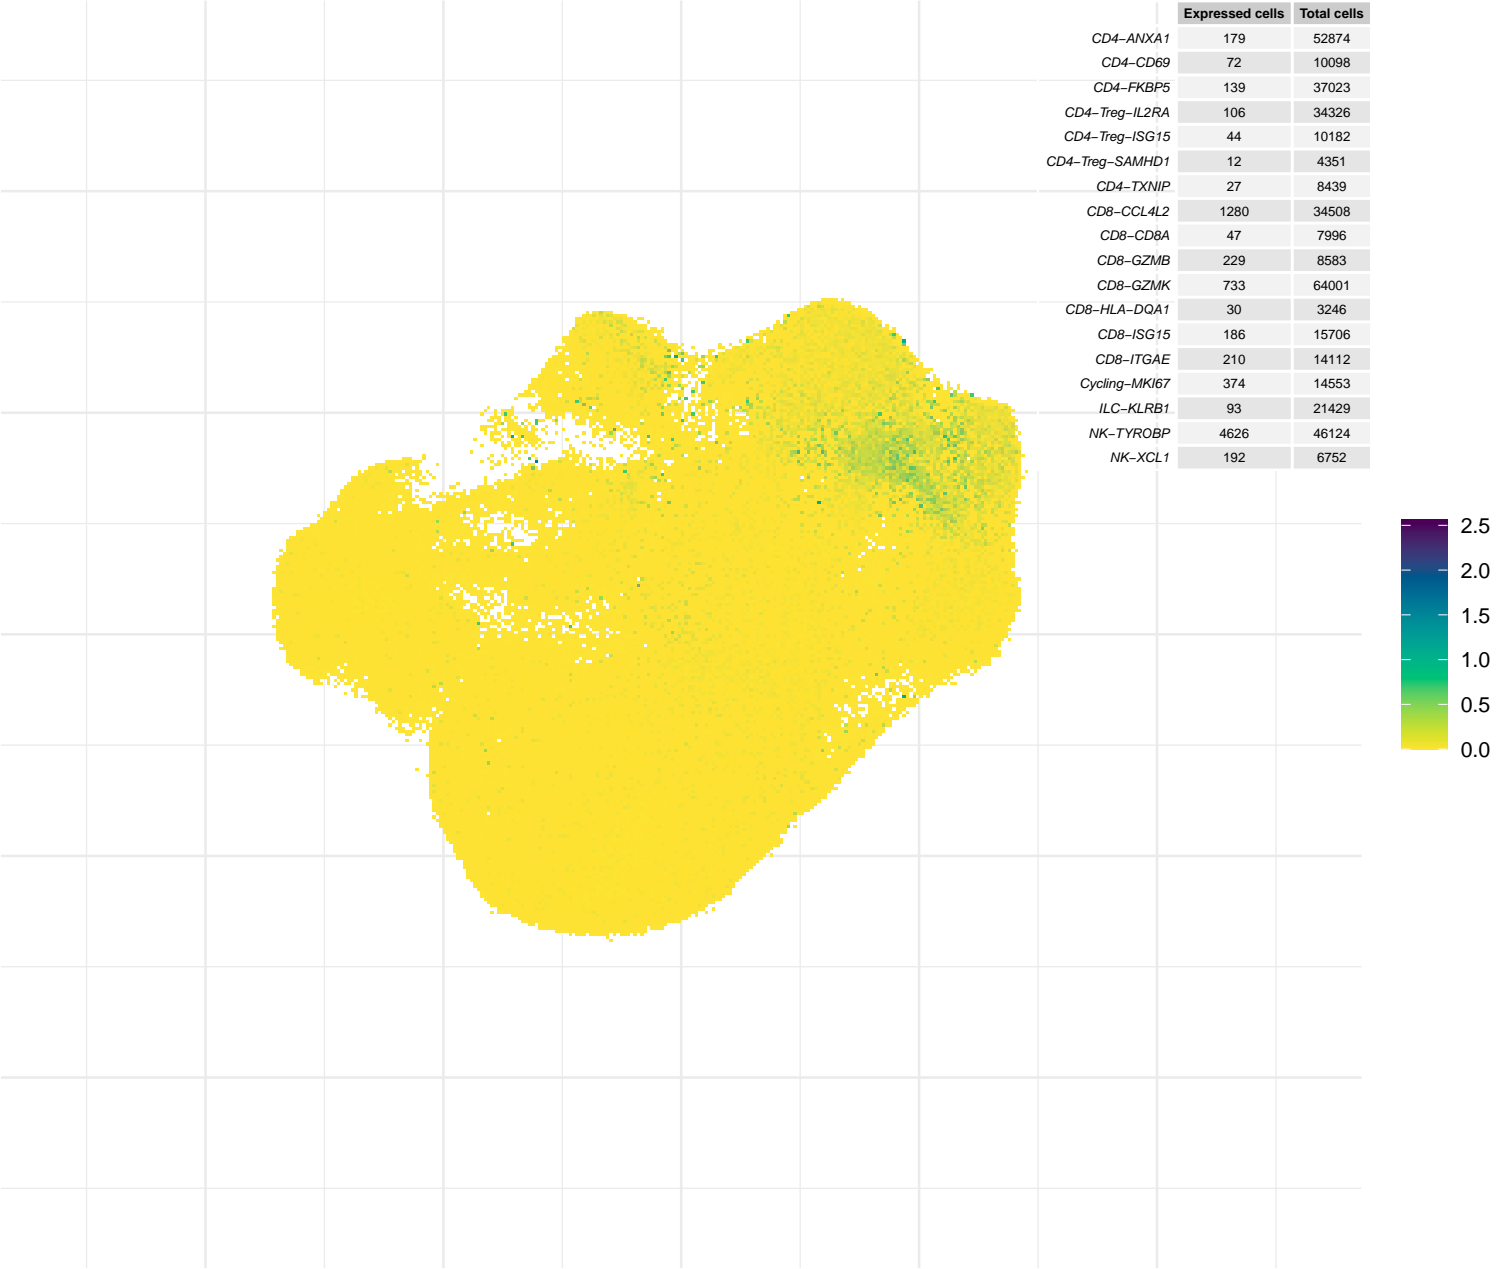 Expressed cells Total cells
CD4−ANXA1 179 52874
CD4−CD69 72 10098
CD4−FKBP5 139 37023
CD4−Treg−IL2RA 106 34326
CD4−Treg−ISG15 44 10182
CD4−Treg−SAMHD1 12 4351
CD4−TXNIP 27 8439
CD8−CCL4L2 1280 34508
CD8−CD8A 47 7996
CD8−GZMB 229 8583
CD8−GZMK 733 64001
CD8−HLA−DQA1 30 3246
CD8−ISG15 186 15706
CD8−ITGAE 210 14112
Cycling−MKI67 374 14553
ILC−KLRB1 93 21429
NK−TYROBP 4626 46124
NK−XCL1 192 6752
2.5
2.0
1.5
1.0
0.5
0.0